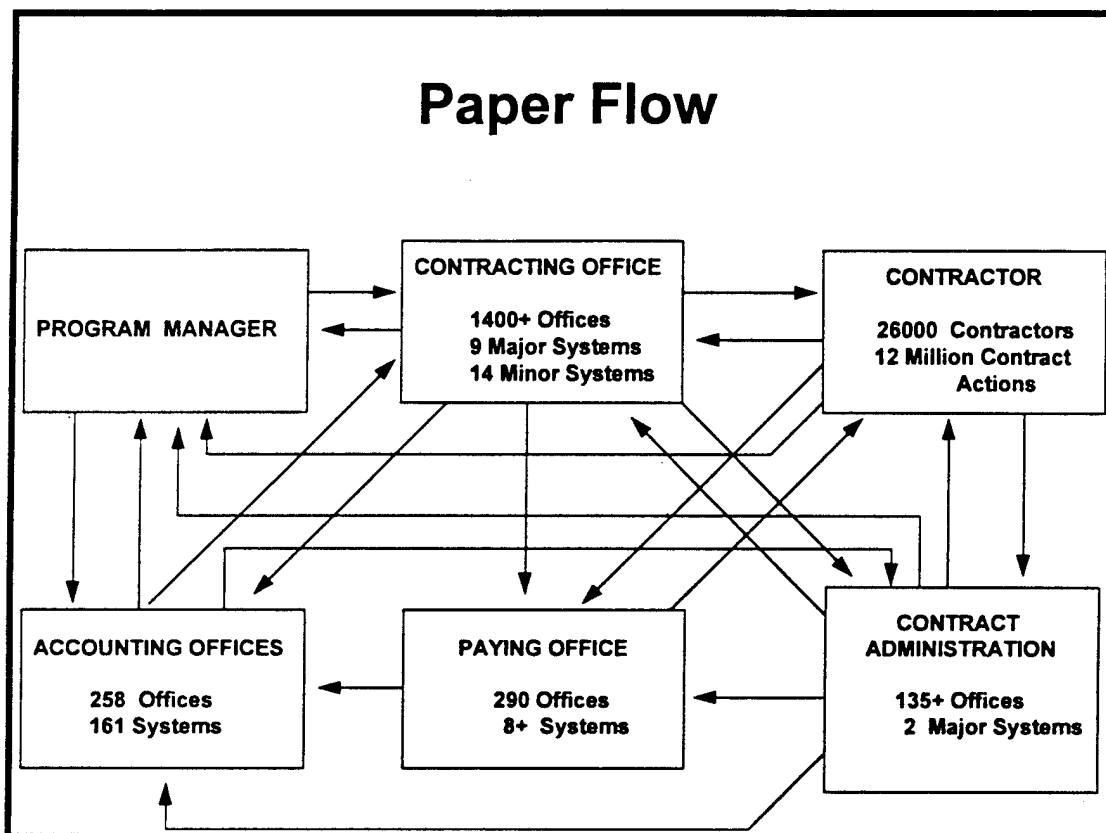 Paper Flow
PROGRAM MANAGER
CONTRACTING OFFICE
1400+ Offices
9 Major Systems
14 Minor Systems
CONTRACTOR
26000 Contractors
12 Million Contract
Actions
ACCOUNTING OFFICES
258 Offices
161 Systems
PAYING OFFICE
290 Offices
8+ Systems
CONTRACT
ADMINISTRATION
135+ Offices
2 Major Systems